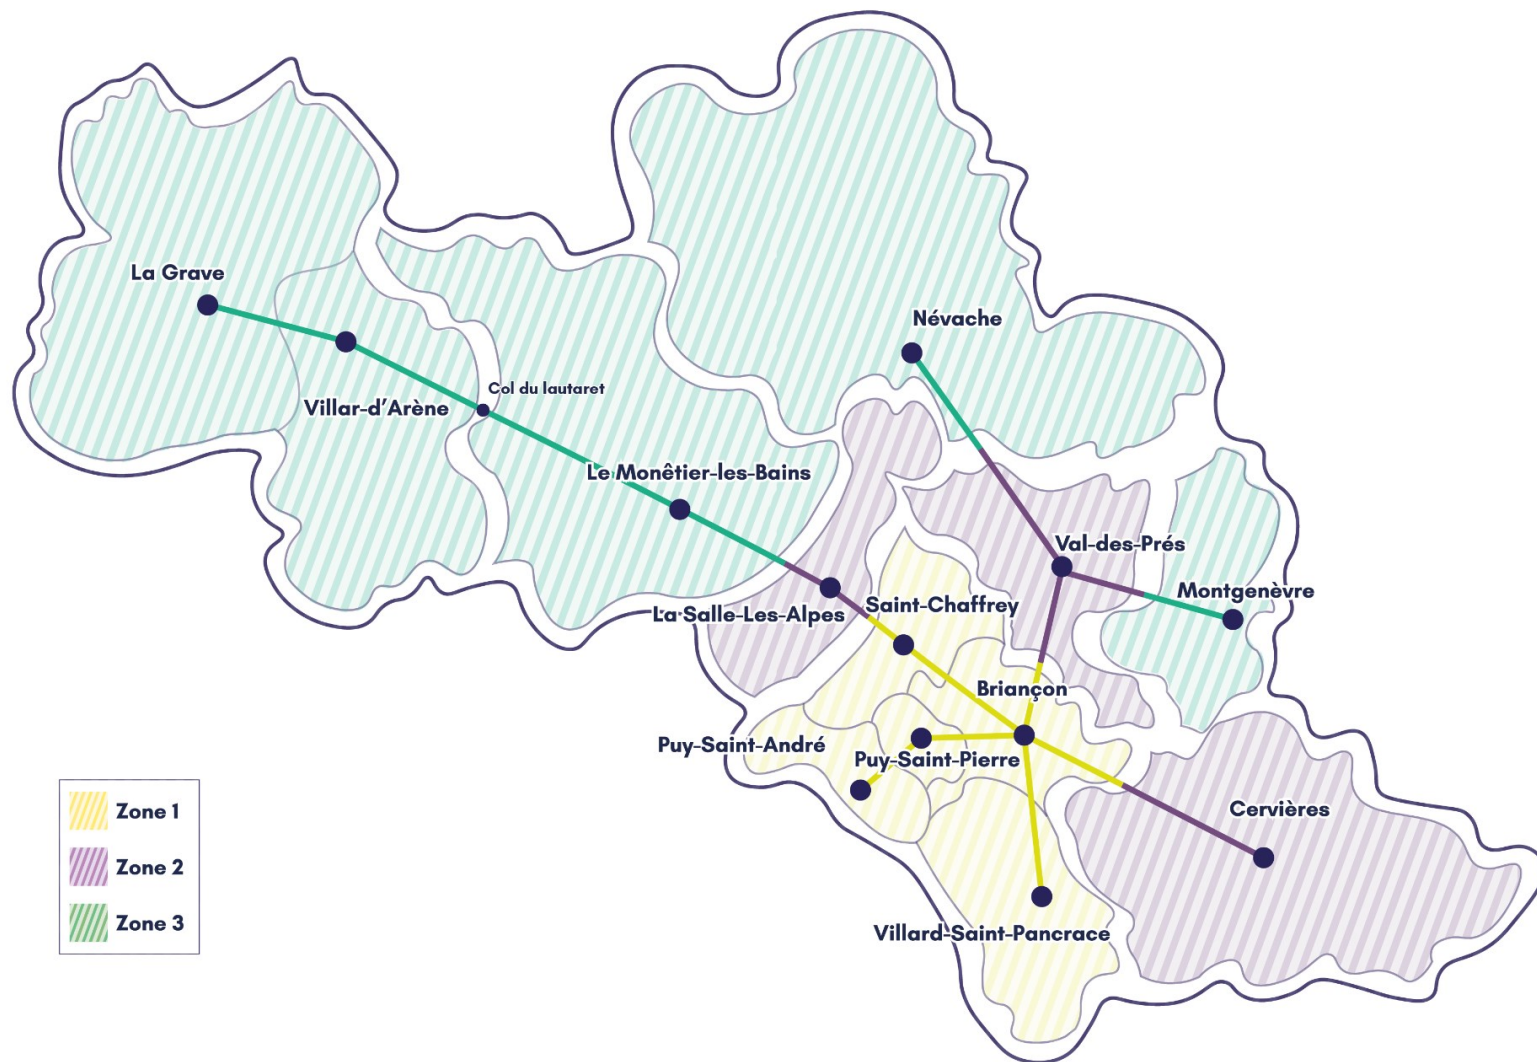 La Grave
Névache
Col du lautaret
Villar-d’Arène
Le Monêtier-les-Bains
Val-des-Prés
Montgenèvre
Saint-Chaffrey
La Salle-Les-Alpes
Briançon
Puy-Saint-André
Puy-Saint-Pierre
Cervières
Villard-Saint-Pancrace
Zone 1
Zone 2
Zone 3